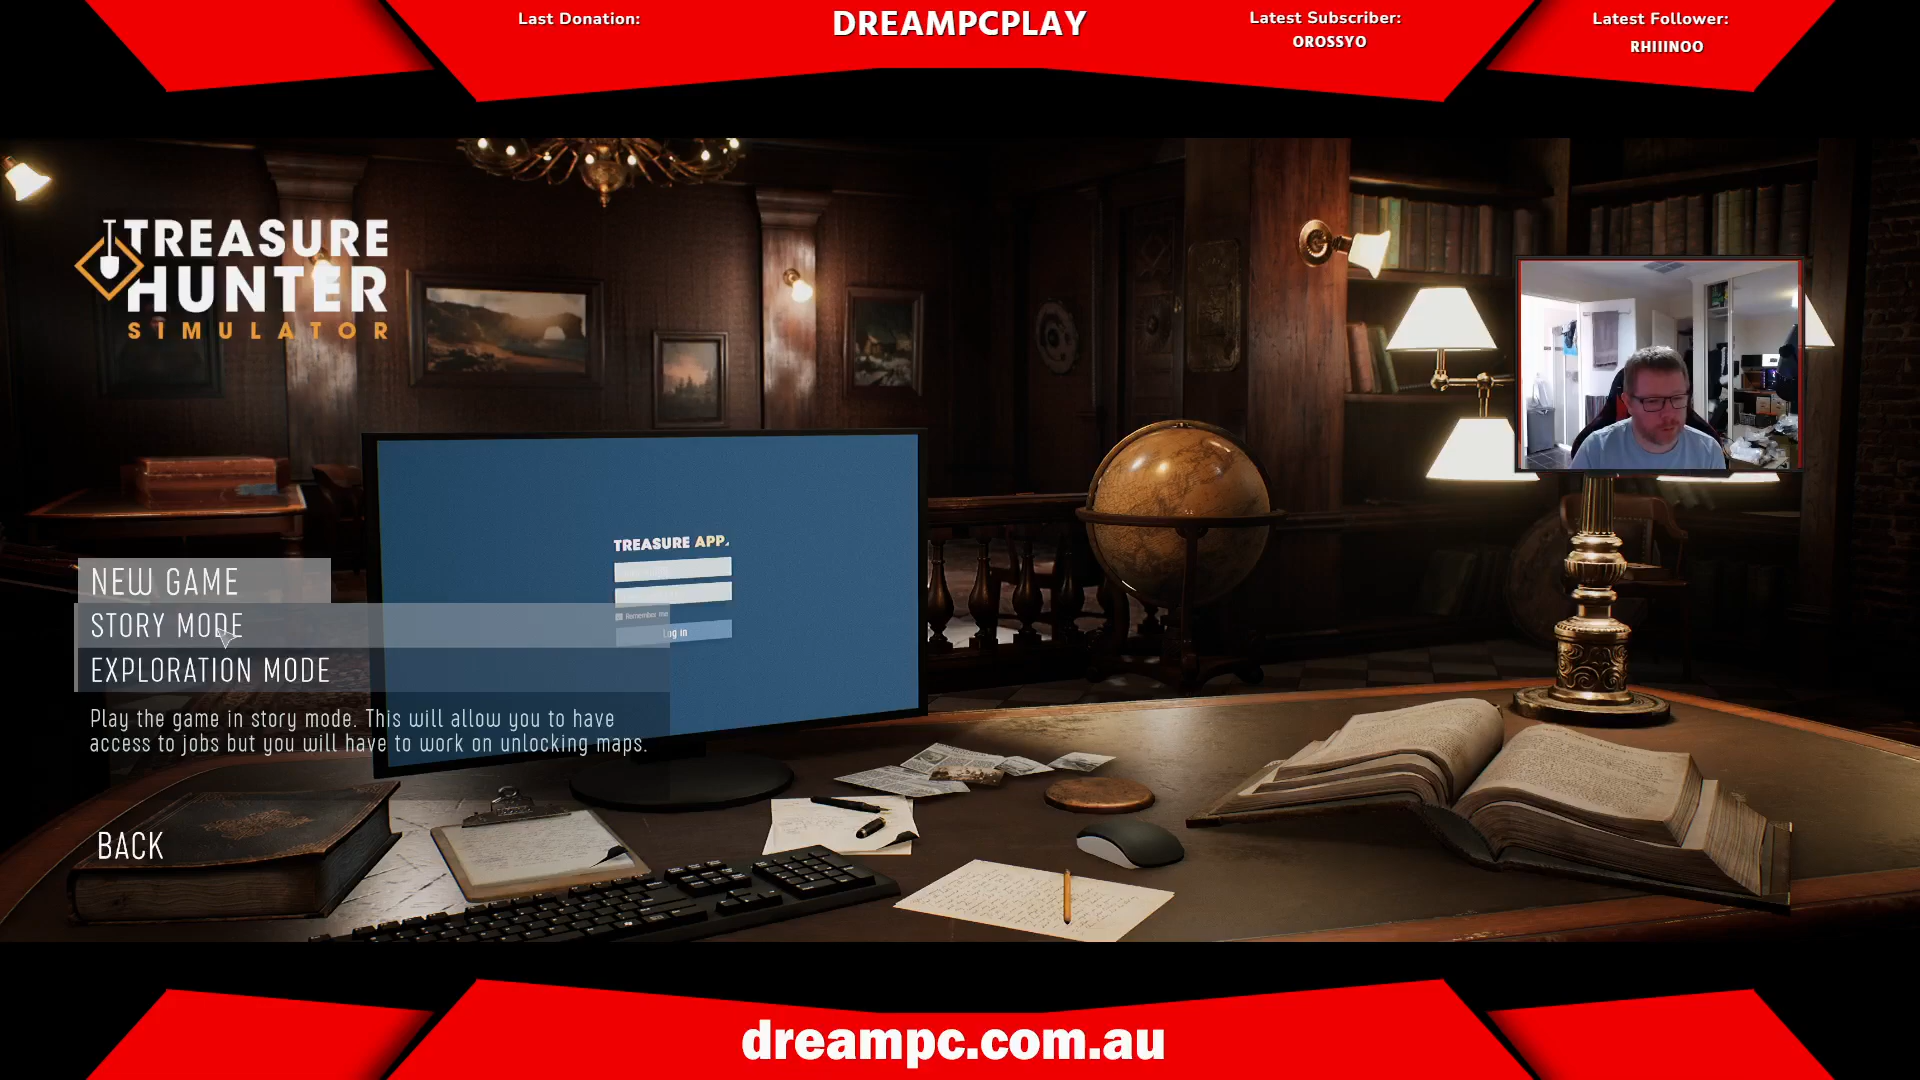 Last Donation:
DREAMPCPLAY
Latest Subscriber:
OROSSYO
Latest Follower:
RHIIINOO
TREASURE
HUNTER
SIMULATOR
TREASURE APP.
Remember me
Log in
NEW GAME
STORY MODE
EXPLORATION MODE
Play the game in story mode. This will allow you to have
access to jobs but you will have to work on unlocking maps.
BACK
dreampc.com.au